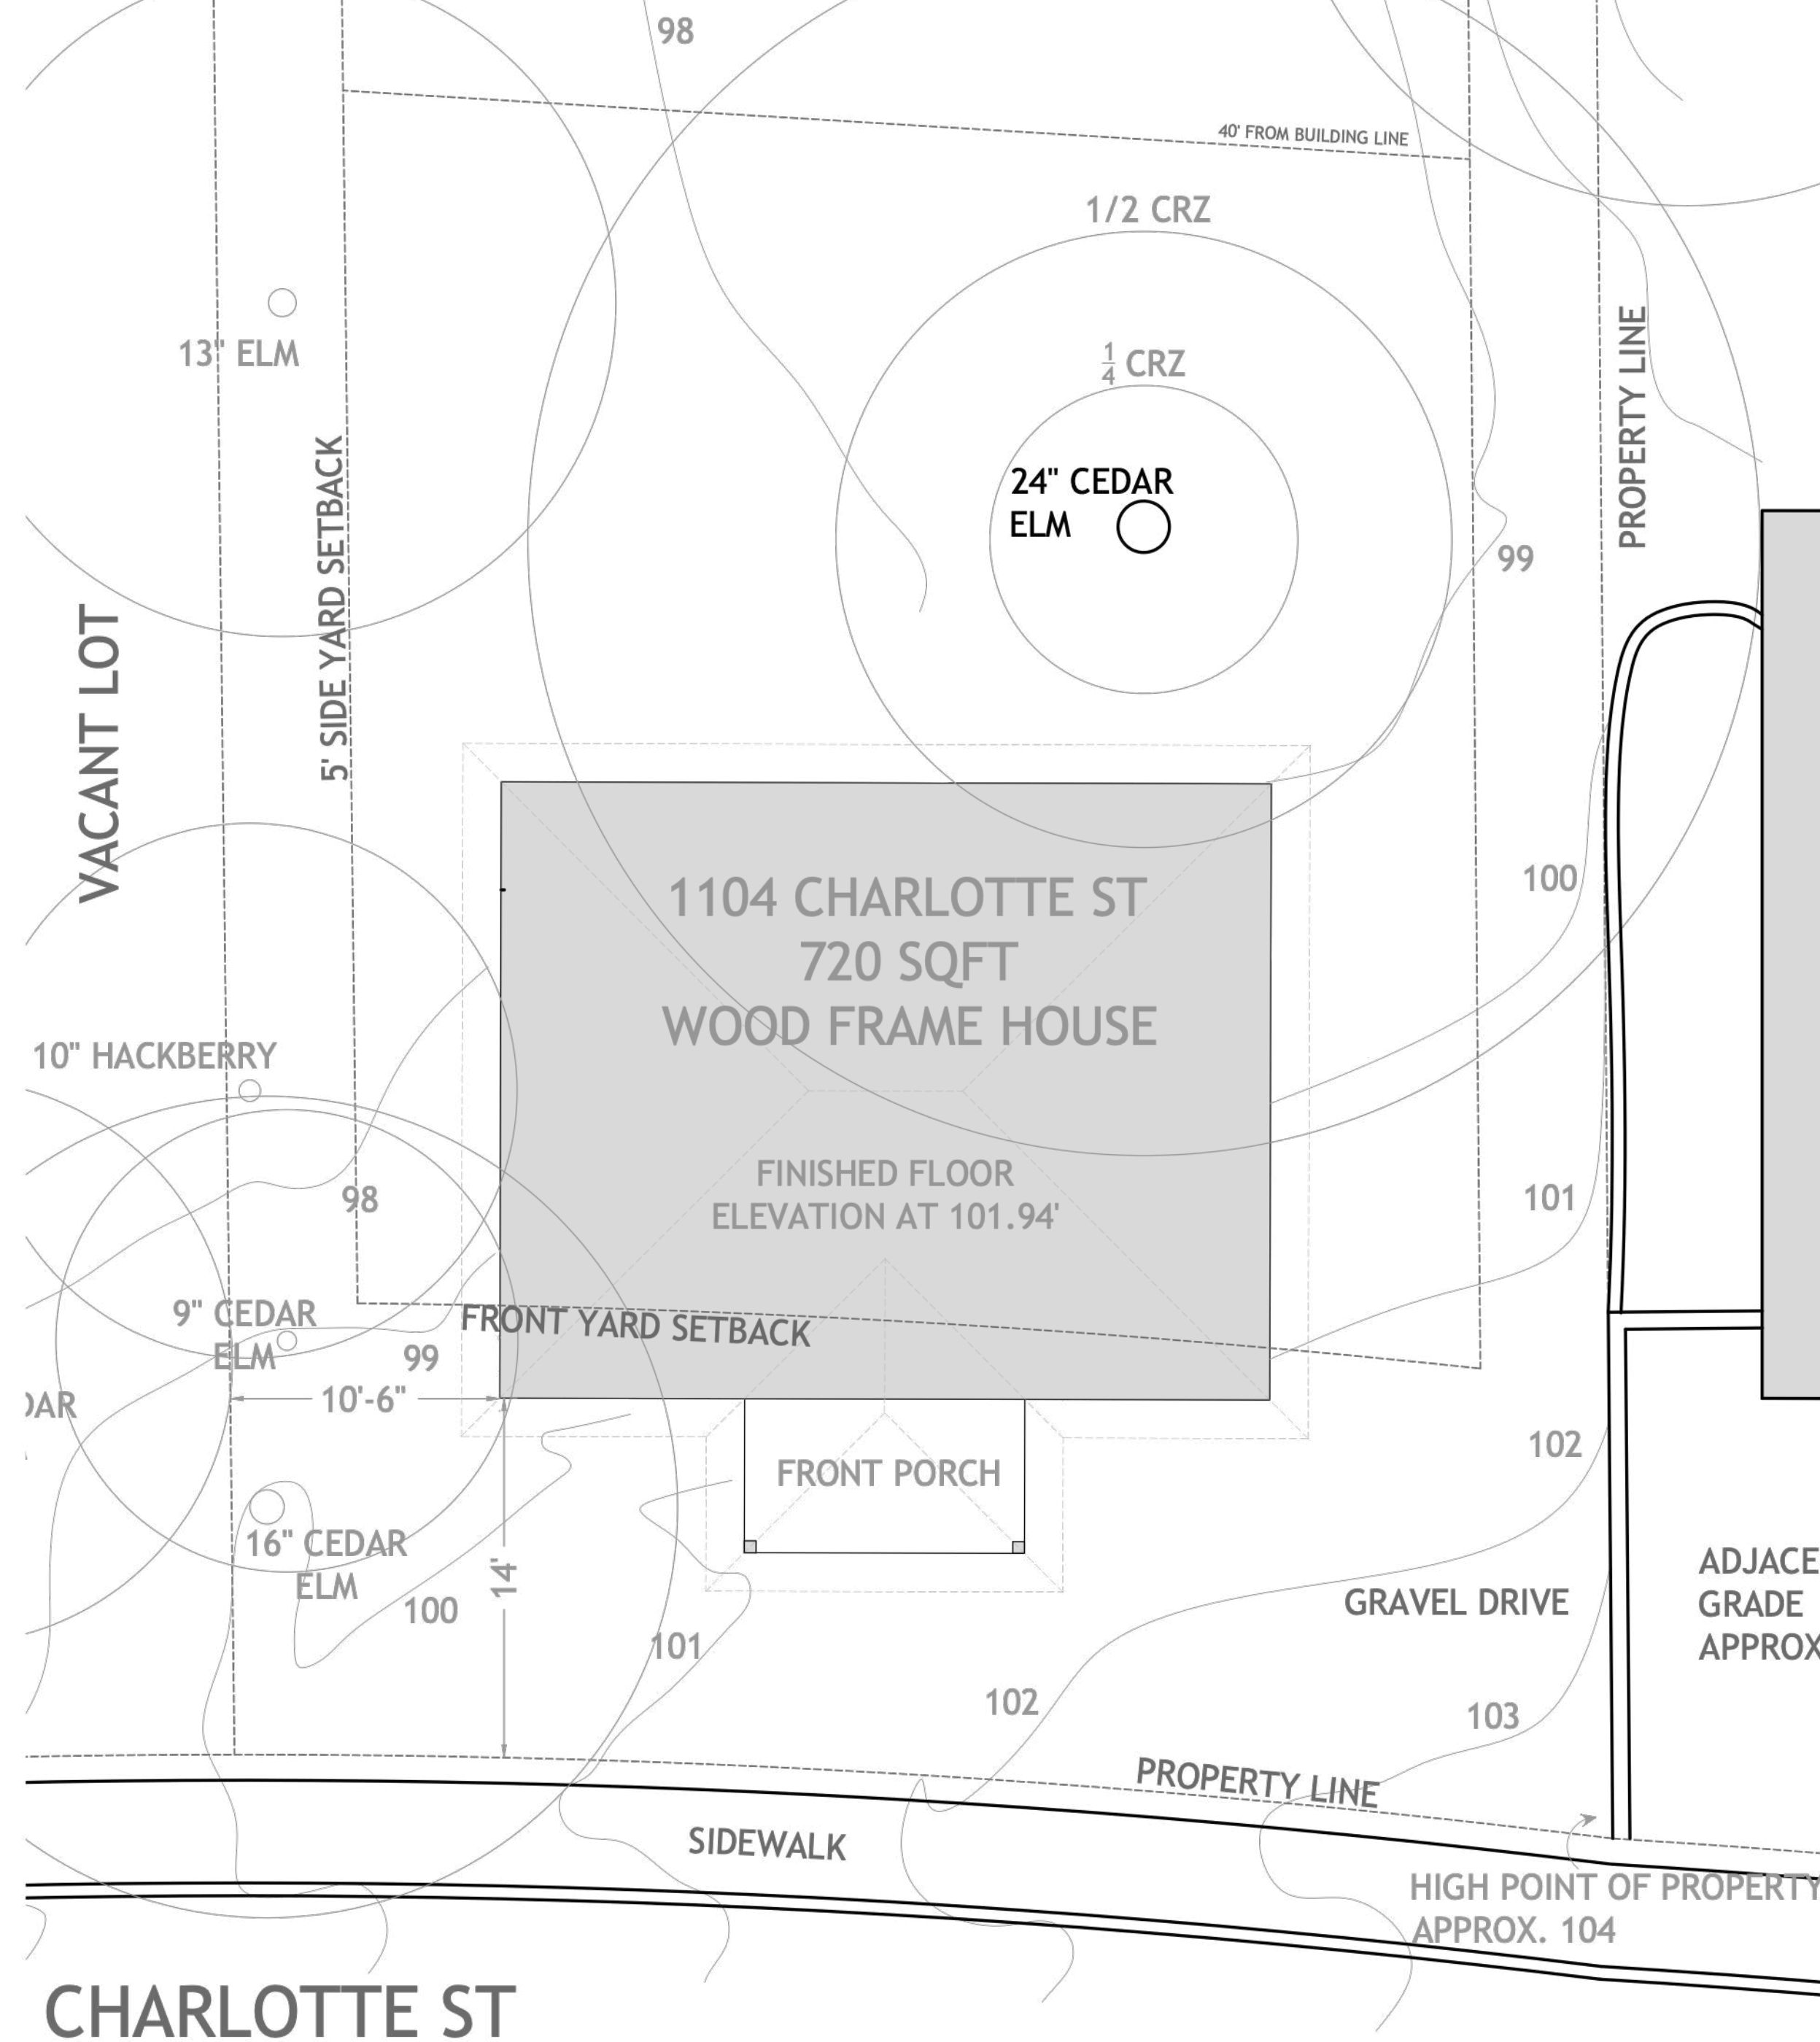 98
40' FROM BUILDING LINE
1/2 CRZ
13" ELM
1/4 CRZ
PROPERTY LINE
24" CEDAR
ELM
5' SIDE YARD SETBACK
99
VACANT LOT
1104 CHARLOTTE ST
720 SQFT
WOOD FRAME HOUSE
100
10" HACKBERRY
FINISHED FLOOR
ELEVATION AT 101.94'
98
101
9" CEDAR
ELM
FRONT YARD SETBACK
99
DAR
10'-6"
102
FRONT PORCH
16" CEDAR
ELM
14'
100
GRAVEL DRIVE
ADJACE
GRADE
APPROX
101
102
103
PROPERTY LINE
SIDEWALK
HIGH POINT OF PROPERTY
APPROX. 104
CHARLOTTE ST